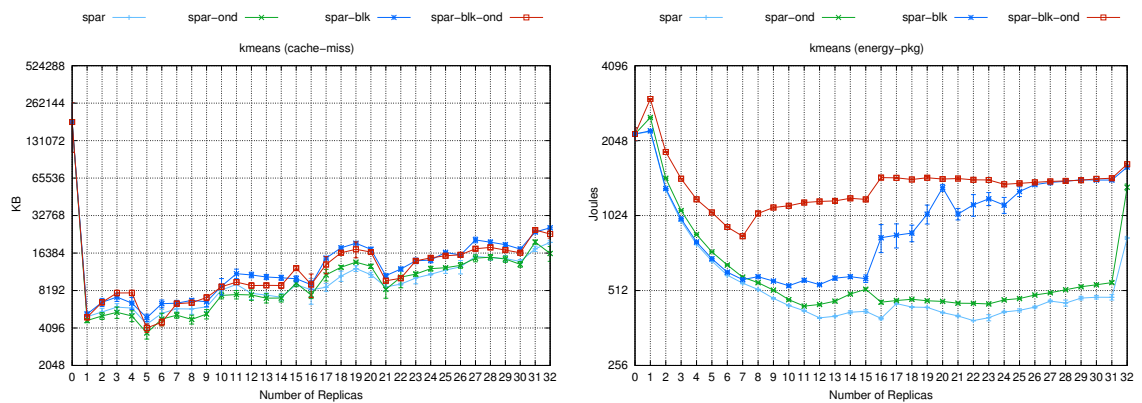 spar spar-ond spar-blk spar-blk-ond
kmeans (cache-miss)
524288
262144
131072
65536
32768
16384
8192
4096
2048
KB
0 1 2 3 4 5 6 7 8 9 10 11 12 13 14 15 16 17 18 19 20 21 22 23 24 25 26 27 28 29 30 31 32
Number of Replicas
spar spar-ond spar-blk spar-blk-ond
kmeans (energy-pkg)
4096
2048
1024
512
256
Joules
0 1 2 3 4 5 6 7 8 9 10 11 12 13 14 15 16 17 18 19 20 21 22 23 24 25 26 27 28 29 30 31 32
Number of Replicas